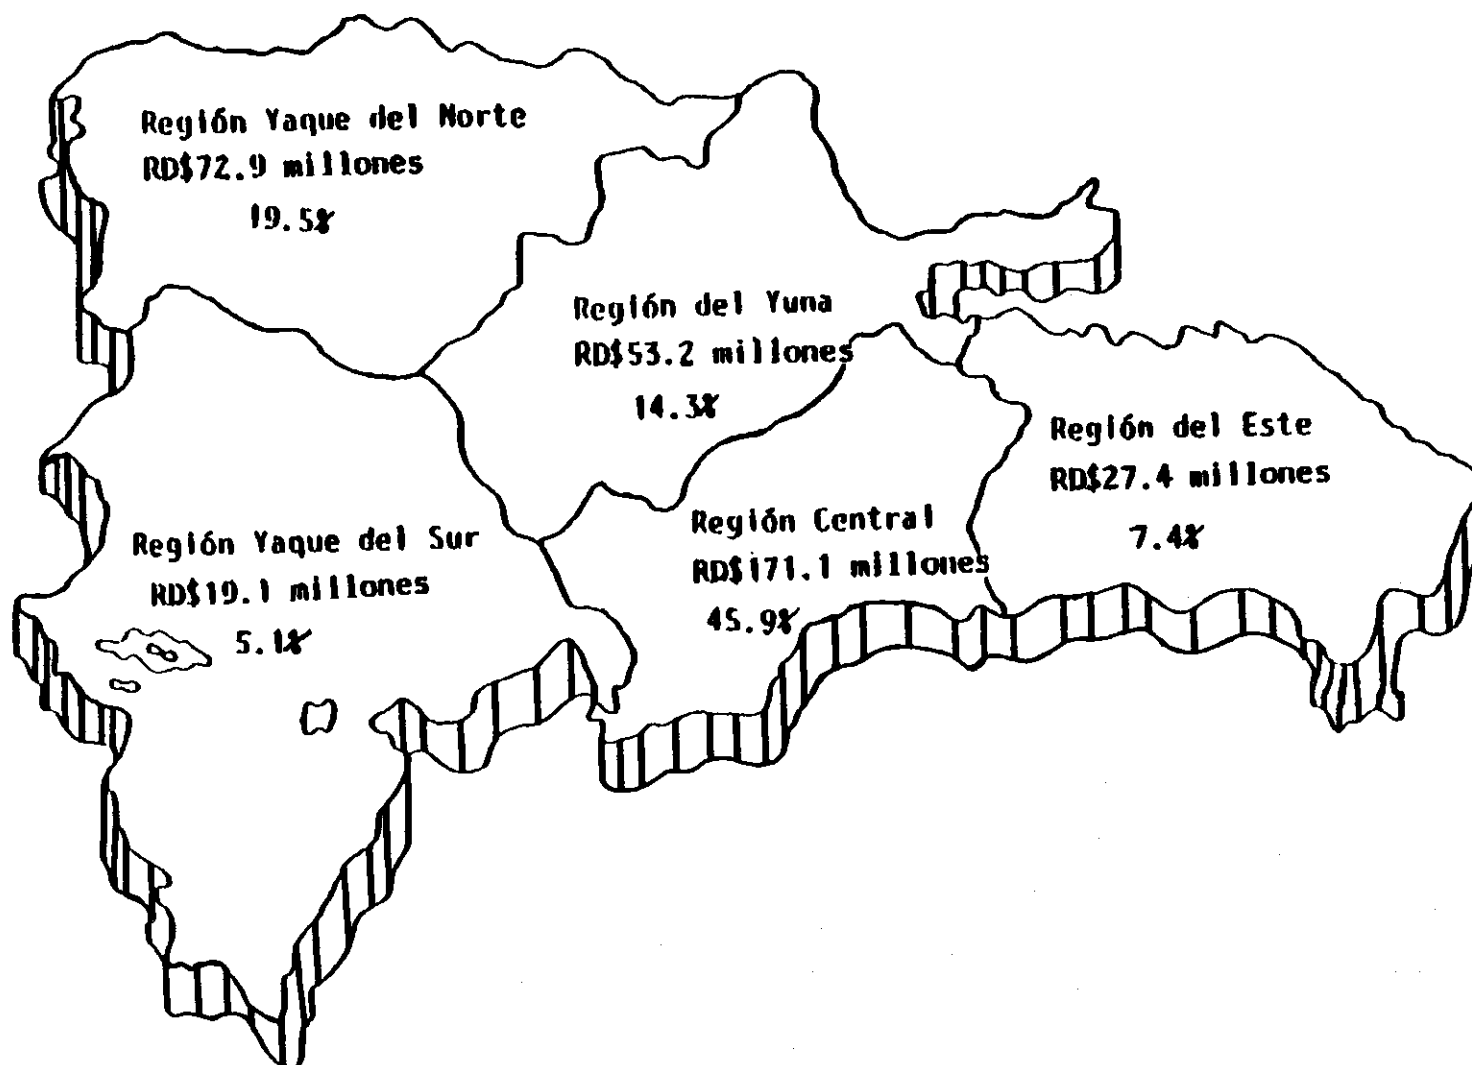 Región Yaque del Norte
RD$72.9 millones
19.5%
Región del Yuna
RD$53.2 millones
14.3%
Región del Este
RD$27.4 millones
7.4%
Región Central
RD$171.1 millones
45.9%
Región Yaque del Sur
RD$19.1 millones
5.1%